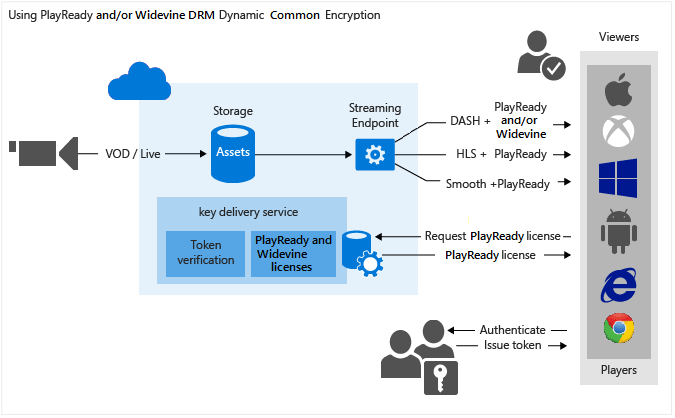 Using PlayReady and/or Widevine DRM Dynamic Common Encryption
Viewers
Storage
Streaming
Endpoint
Assets
VOD / Live
DASH + PlayReady
and/or
Widevine
HLS + PlayReady
Smooth +PlayReady
key delivery service
Token
verification
PlayReady and
Widevine
licenses
Request PlayReady license
PlayReady license
Authenticate
Issue token
Players